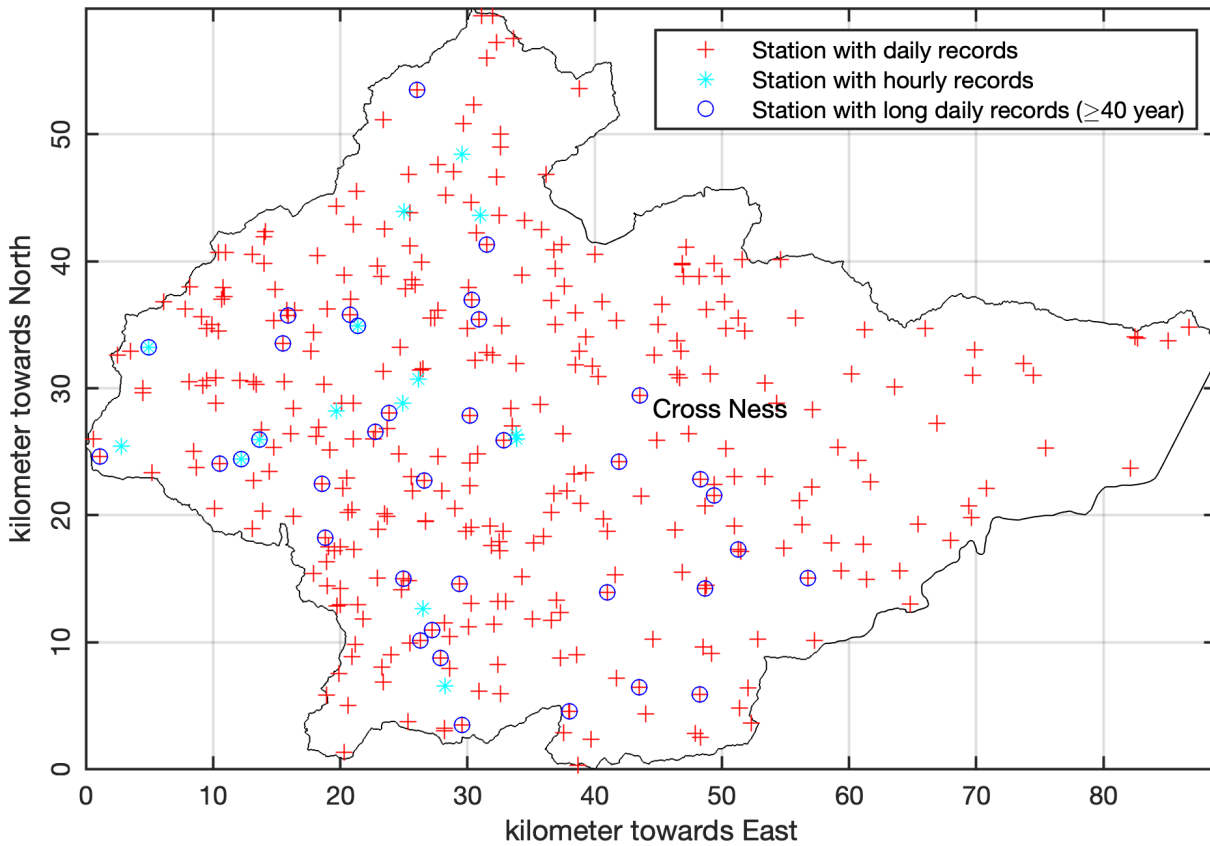 Station with daily records
Station with hourly records
Station with long daily records (≥40 year)
50
40
30
20
10
0
kilometer towards North
Cross Ness
0 10 20 30 40 50 60 70 80
kilometer towards East